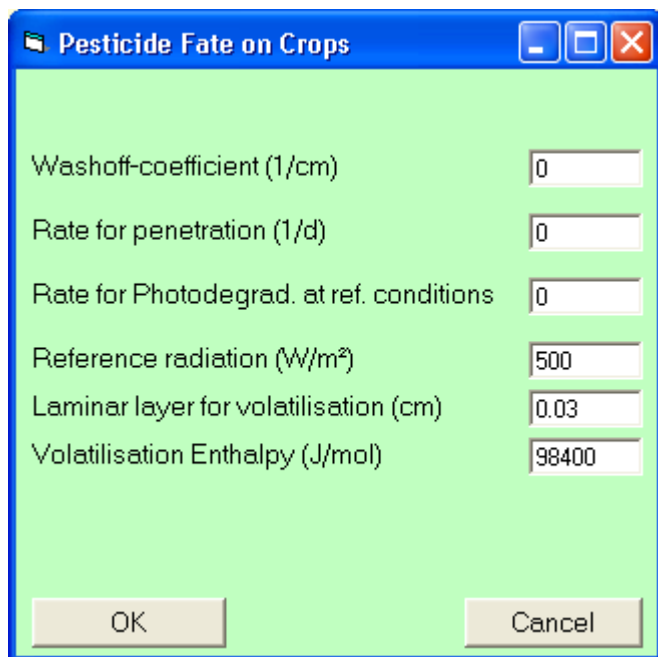 Pesticide Fate on Crops
Washoff-coefficient (1/cm) 0
Rate for penetration (1/d) 0
Rate for Photodegrad. at ref. conditions 0
Reference radiation (W/m²) 500
Laminar layer for volatilisation (cm) 0.03
Volatilisation Enthalpy (J/mol) 98400
OK Cancel